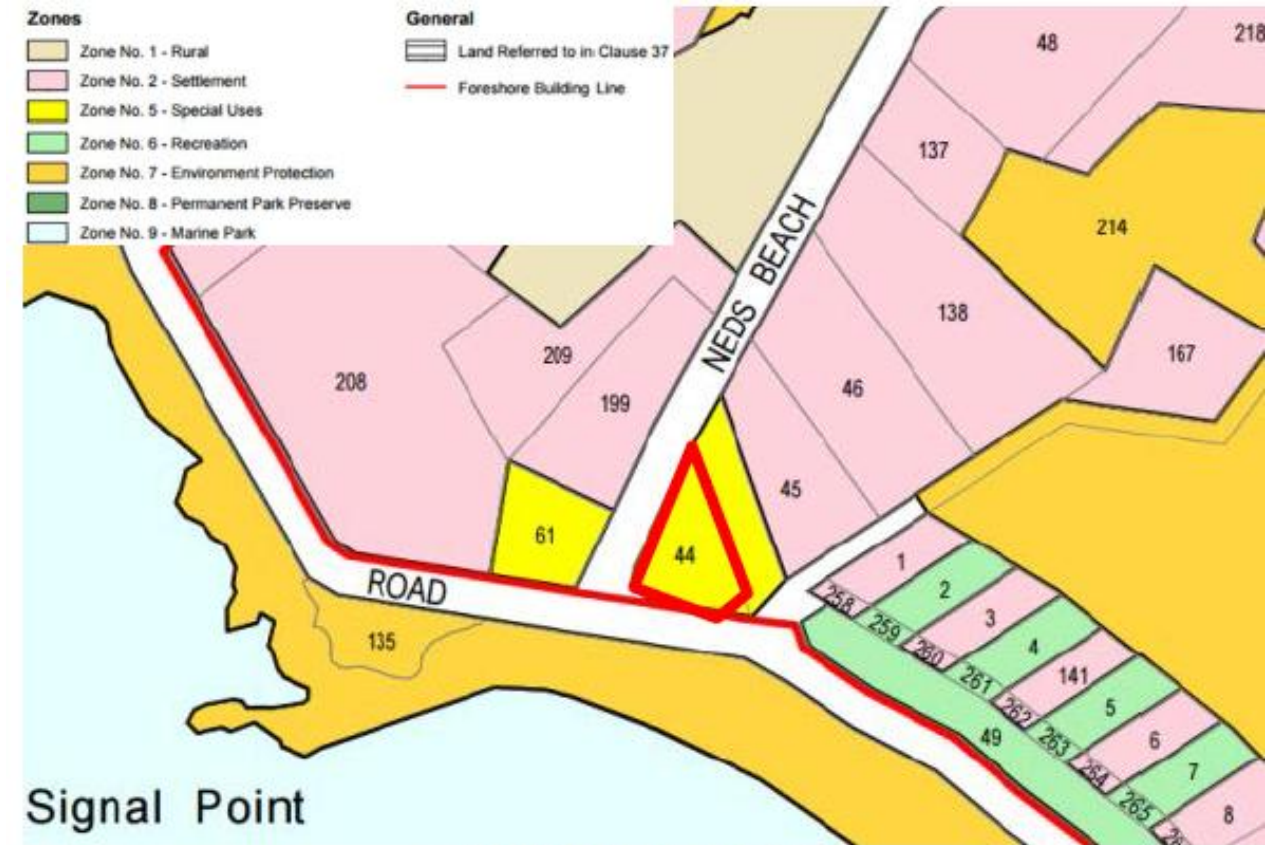 Zones
Zone No. 1 - Rural
Zone No. 2 - Settlement
Zone No. 5 - Special Uses
Zone No. 6 - Recreation
Zone No. 7 - Environment Protection
Zone No. 8 - Permanent Park Preserve
Zone No. 9 - Marine Park
General
Land Referred to in Clause 37
Foreshore Building Line
48
218
137
NEDS BEACH
214
138
167
209
208
199
46
45
61
44
ROAD
135
1
2
3
4
141
5
6
7
8
258
259
260
261
262
263
264
265
49
Signal Point